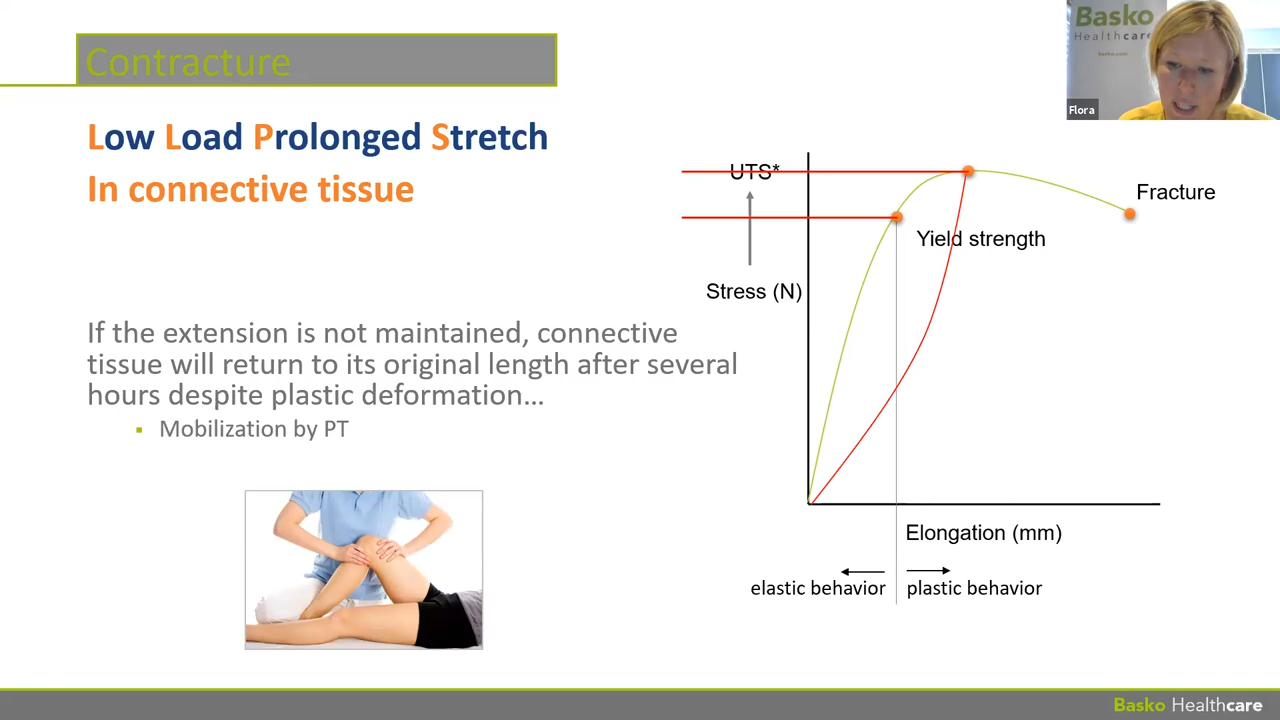 Contracture
Low Load Prolonged Stretch
In connective tissue
If the extension is not maintained, connective
tissue will return to its original length after several
hours despite plastic deformation…
▪ Mobilization by PT
UTS*
Stress (N)
Yield strength
Fracture
Elongation (mm)
elastic behavior
plastic behavior
Basko
Healthcare
basko.com
Flora
Basko Healthcare